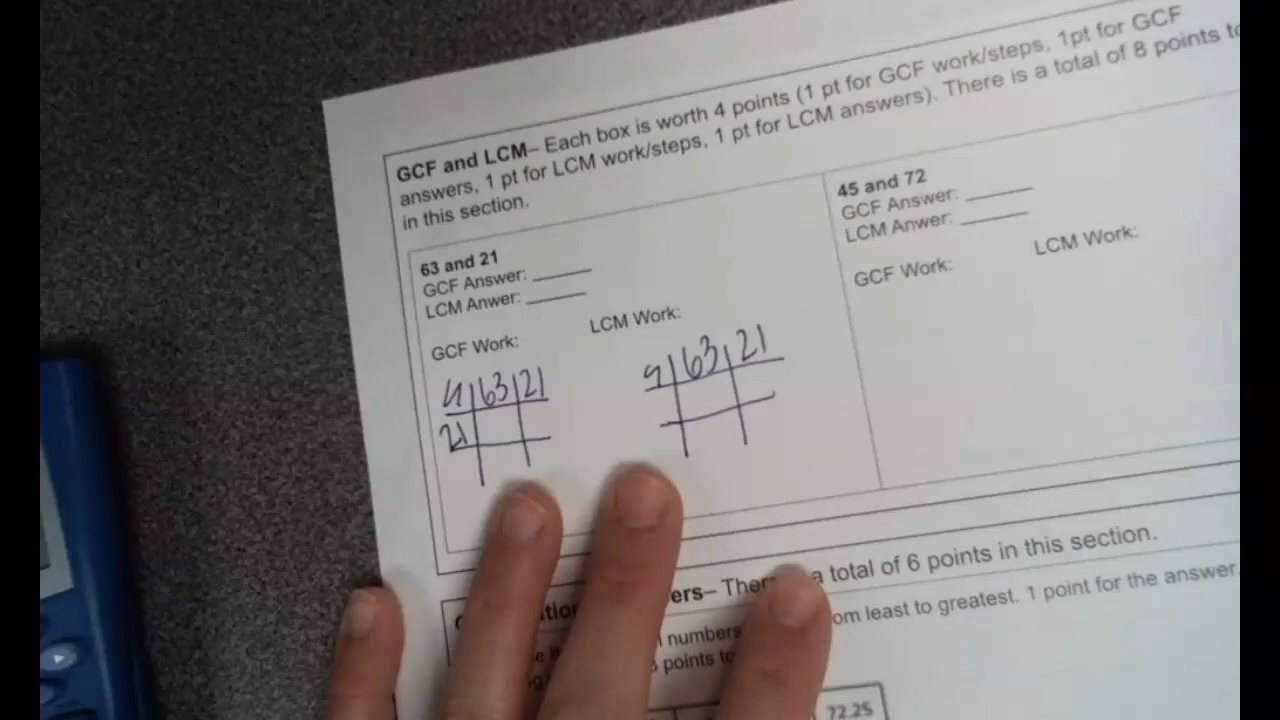 GCF and LCM– Each box is worth 4 points (1 pt for GCF work/steps, 1pt for GCF
answers, 1 pt for LCM work/steps, 1 pt for LCM answers). There is a total of 8 points
in this section.
63 and 21
GCF Answer:
LCM Anwer:
GCF Work:
LCM Work:
63 21
21
63 21
45 and 72
GCF Answer:
LCM Anwer:
GCF Work:
LCM Work:
a total of 6 points in this section.
numbers
least to greatest. 1 point for the answer
points
72.25